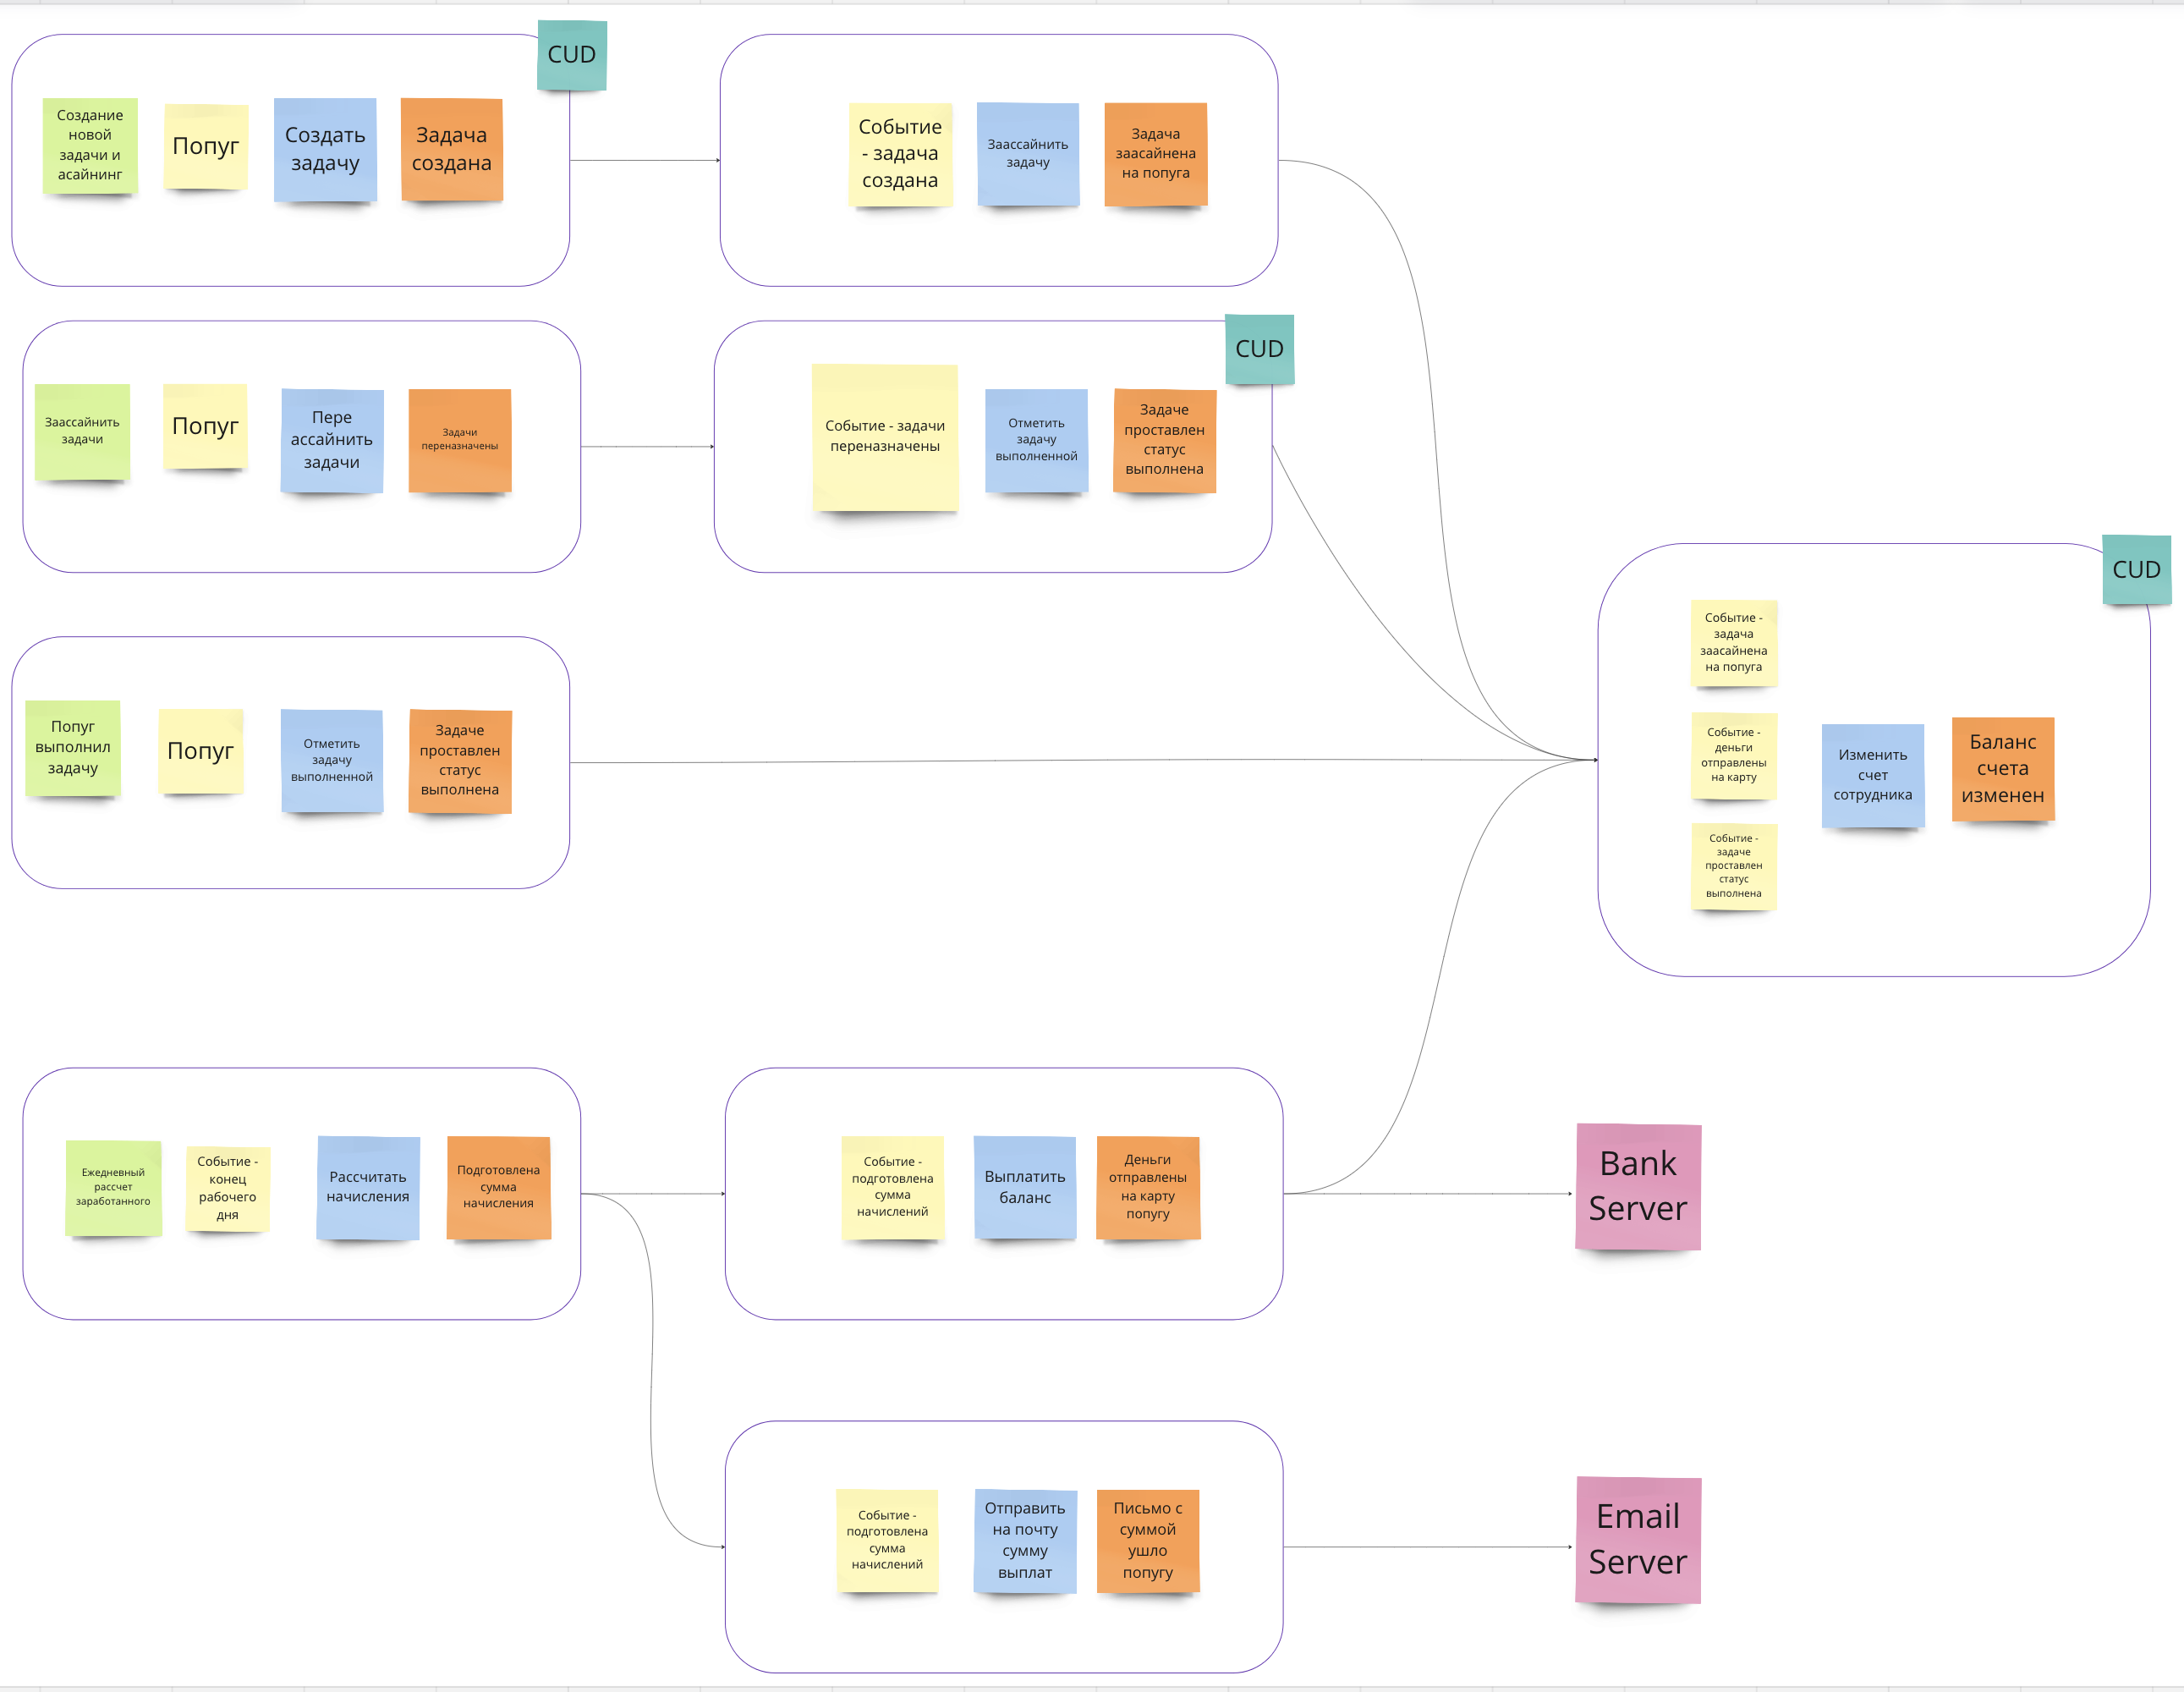 CUD
Создание
новой
задачи и
асайнинг
Попуг
Создать
задачу
Задача
создана
Событие
- задача
создана
Заассайнить
задачу
Задача
заасайнена
на попуга
CUD
Заассайнить
задачи
Попуг
Пере
ассайнить
задачи
Задачи
переназначены
Событие - задачи
переназначены
Отметить
задачу
выполненной
Задаче
проставлен
статус
выполнена
CUD
Событие -
задача
заасайнена
на попуга
Событие -
деньги
отправлены
на карту
Событие -
задаче
проставлен
статус
выполнена
Изменить
счет
сотрудника
Баланс
счета
изменен
Попуг
выполнил
задачу
Попуг
Отметить
задачу
выполненной
Задаче
проставлен
статус
выполнена
Ежедневный
рассчет
заработанного
Событие -
конец
рабочего
дня
Рассчитать
начисления
Подготовлена
сумма
начисления
Событие -
подготовлена
сумма
начислений
Выплатить
баланс
Деньги
отправлены
на карту
попугу
Bank
Server
Событие -
подготовлена
сумма
начислений
Отправить
на почту
сумму
выплат
Письмо с
суммой
ушло
попугу
Email
Server